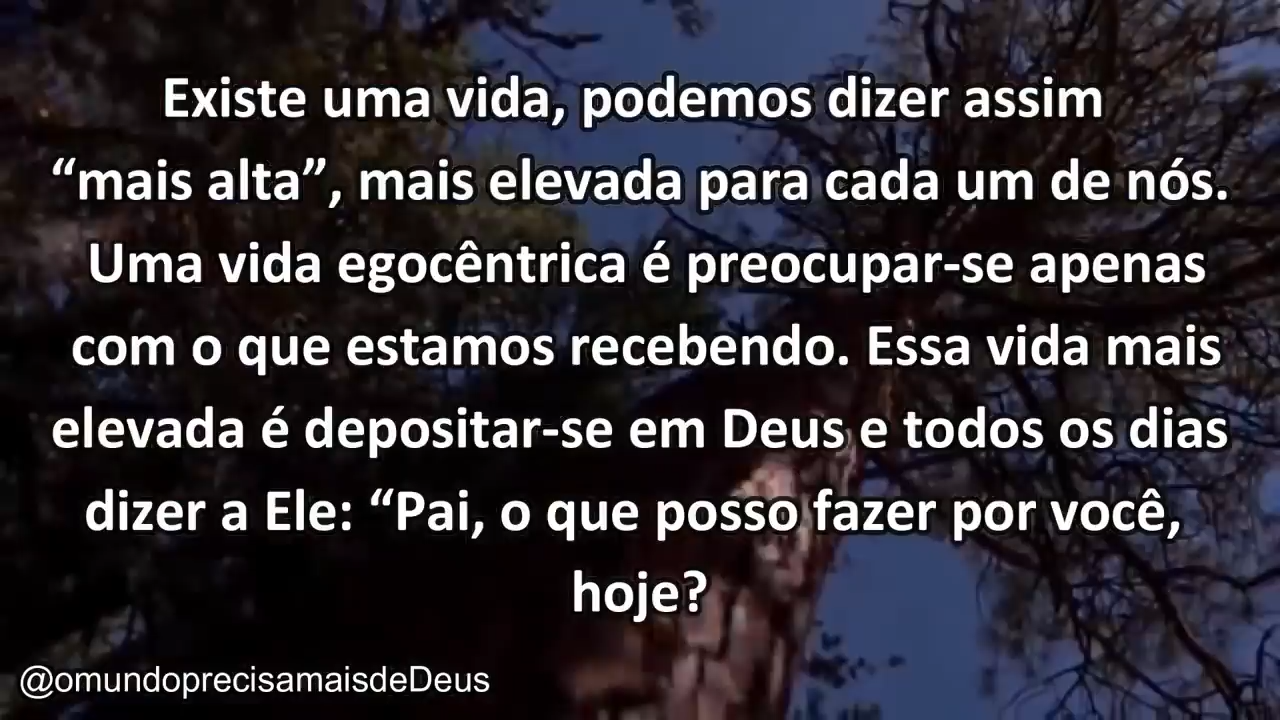 Existe uma vida, podemos dizer assim
“mais alta”, mais elevada para cada um de nós.
Uma vida egocêntrica é preocupar-se apenas
com o que estamos recebendo. Essa vida mais
elevada é depositar-se em Deus e todos os dias
dizer a Ele: “Pai, o que posso fazer por você,
hoje?
@omundoprecisamaisdeDeus